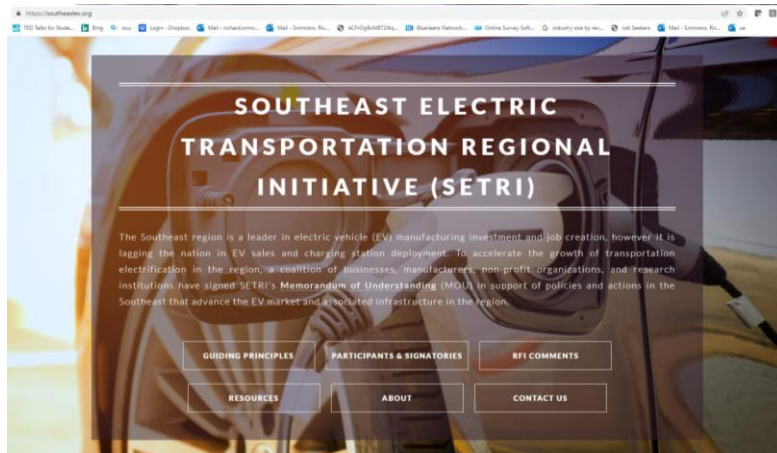 https://southeastev.org
TED Talks for Stude...
Bing
Login - Dropbox
Mail - richard.simm...
Mail - Simmons, Ric...
BlueJeans Network...
Online Survey Soft...
industry size by rev...
Job Seekers
Mail - Simmons, Ric...
SOUTHEAST ELECTRIC
TRANSPORTATION REGIONAL
INITIATIVE (SETRI)
The Southeast region is a leader in electric vehicle (EV) manufacturing investment and job creation, however it is
lagging the nation in EV sales and charging station deployment. To accelerate the growth of transportation
electrification in the region, a coalition of businesses, manufacturers, non-profit organizations, and research
institutions have signed SETRI's Memorandum of Understanding (MOU) in support of policies and actions in the
Southeast that advance the EV market and associated infrastructure in the region.
GUIDING PRINCIPLES
PARTICIPANTS & SIGNATORIES
RFI COMMENTS
RESOURCES
ABOUT
CONTACT US